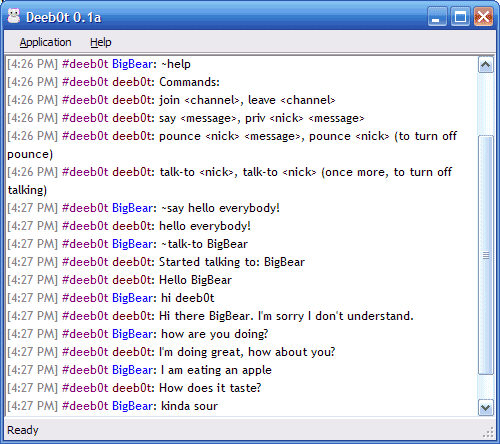 Deeb0t 0.1a
Application Help
[4:26 PM] #deeb0t BigBear: ~help
[4:26 PM] #deeb0t deeb0t: Commands:
[4:26 PM] #deeb0t deeb0t: join <channel>, leave <channel>
[4:26 PM] #deeb0t deeb0t: say <message>, priv <nick> <message>
[4:26 PM] #deeb0t deeb0t: pounce <nick> <message>, pounce <nick> (to turn off
pounce)
[4:26 PM] #deeb0t deeb0t: talk-to <nick>, talk-to <nick> (once more, to turn off
talking)
[4:27 PM] #deeb0t BigBear: ~say hello everybody!
[4:27 PM] #deeb0t deeb0t: hello everybody!
[4:27 PM] #deeb0t BigBear: ~talk-to BigBear
[4:27 PM] #deeb0t deeb0t: Started talking to: BigBear
[4:27 PM] #deeb0t deeb0t: Hello BigBear
[4:27 PM] #deeb0t BigBear: hi deeb0t
[4:27 PM] #deeb0t deeb0t: Hi there BigBear. I'm sorry I don't understand.
[4:27 PM] #deeb0t BigBear: how are you doing?
[4:27 PM] #deeb0t deeb0t: I'm doing great, how about you?
[4:27 PM] #deeb0t BigBear: I am eating an apple
[4:27 PM] #deeb0t deeb0t: How does it taste?
[4:27 PM] #deeb0t BigBear: kinda sour
Ready